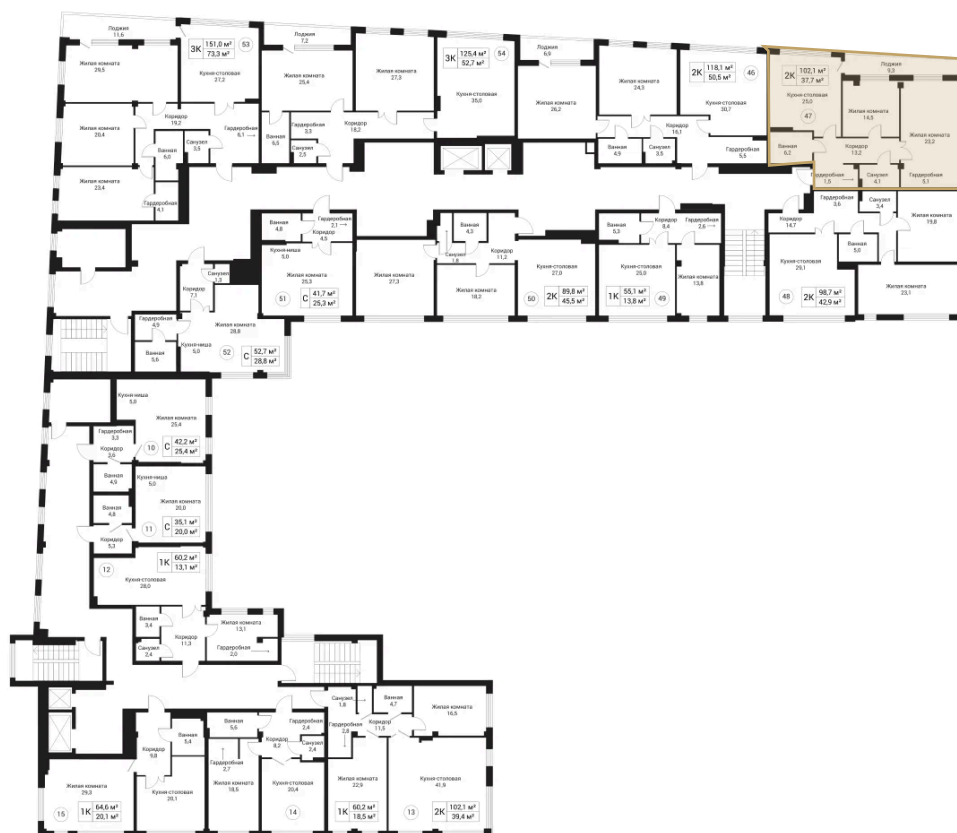 Лоджия
11,6
3К
151,0 м²
73,3 м²
53
Лоджия
7,2
3К
125,4 м²
52,7 м²
54
Лоджия
6,9
2К
118,1 м²
50,5 м²
46
2К
102,1 м²
37,7 м²
Лоджия
9,3
Жилая комната
29,5
Кухня-столовая
27,2
Жилая комната
25,4
Жилая комната
27,3
Кухня-столовая
35,0
Жилая комната
26,2
Жилая комната
24,3
Кухня-столовая
30,7
Кухня-столовая
25,0
47
Жилая комната
14,5
Жилая комната
23,2
Коридор
19,2
Гардеробная
6,1
Жилая комната
20,4
Ванная
6,0
Санузел
3,5
Ванная
6,5
Гардеробная
3,3
Коридор
18,2
Санузел
2,5
Ванная
4,9
Санузел
3,5
Коридор
16,1
Гардеробная
5,5
Ванная
6,2
Коридор
13,2
Гардеробная
1,5
Санузел
4,1
Гардеробная
5,1
Жилая комната
23,4
Гардеробная
4,1
Ванная
4,8
Гардеробная
2,1
Коридор
4,5
Кухня-ниша
5,0
Жилая комната
25,3
51
С
41,7 м²
25,3 м²
Жилая комната
27,3
Ванная
4,3
Санузел
1,8
Коридор
11,2
Жилая комната
18,2
Кухня-столовая
27,0
50
2К
89,8 м²
45,5 м²
Ванная
5,3
Коридор
8,4
Гардеробная
2,6
Кухня-столовая
25,0
Жилая комната
13,8
1К
55,1 м²
13,8 м²
49
Коридор
14,7
Гардеробная
3,6
Санузел
3,4
Жилая комната
19,8
Ванная
5,0
Кухня-столовая
29,1
Жилая комната
23,1
48
2К
98,7 м²
42,9 м²
Санузел
1,3
Коридор
7,1
Гардеробная
4,9
Ванная
5,6
Жилая комната
28,8
Кухня-ниша
5,0
52
С
52,7 м²
28,8 м²
Кухня-ниша
5,0
Жилая комната
25,4
Гардеробная
3,3
Коридор
3,6
10
С
42,2 м²
25,4 м²
Ванная
4,9
Кухня-ниша
5,0
Жилая комната
20,0
Ванная
4,8
11
С
35,1 м²
20,0 м²
Коридор
5,3
12
1К
60,2 м²
13,1 м²
Кухня-столовая
28,0
Ванная
3,4
Санузел
2,4
Коридор
11,3
Жилая комната
13,1
Гардеробная
2,0
Санузел
1,8
Ванная
4,7
Жилая комната
16,5
Гардеробная
2,8
Коридор
11,5
Ванная
5,4
Коридор
9,8
Ванная
5,6
Гардеробная
2,4
Коридор
8,2
Санузел
2,4
Гардеробная
2,7
Жилая комната
18,5
Кухня-столовая
20,4
14
Жилая комната
29,3
Кухня-столовая
20,1
15
1К
64,6 м²
20,1 м²
Жилая комната
22,9
Кухня-столовая
41,9
1К
60,2 м²
18,5 м²
13
2К
102,1 м²
39,4 м²